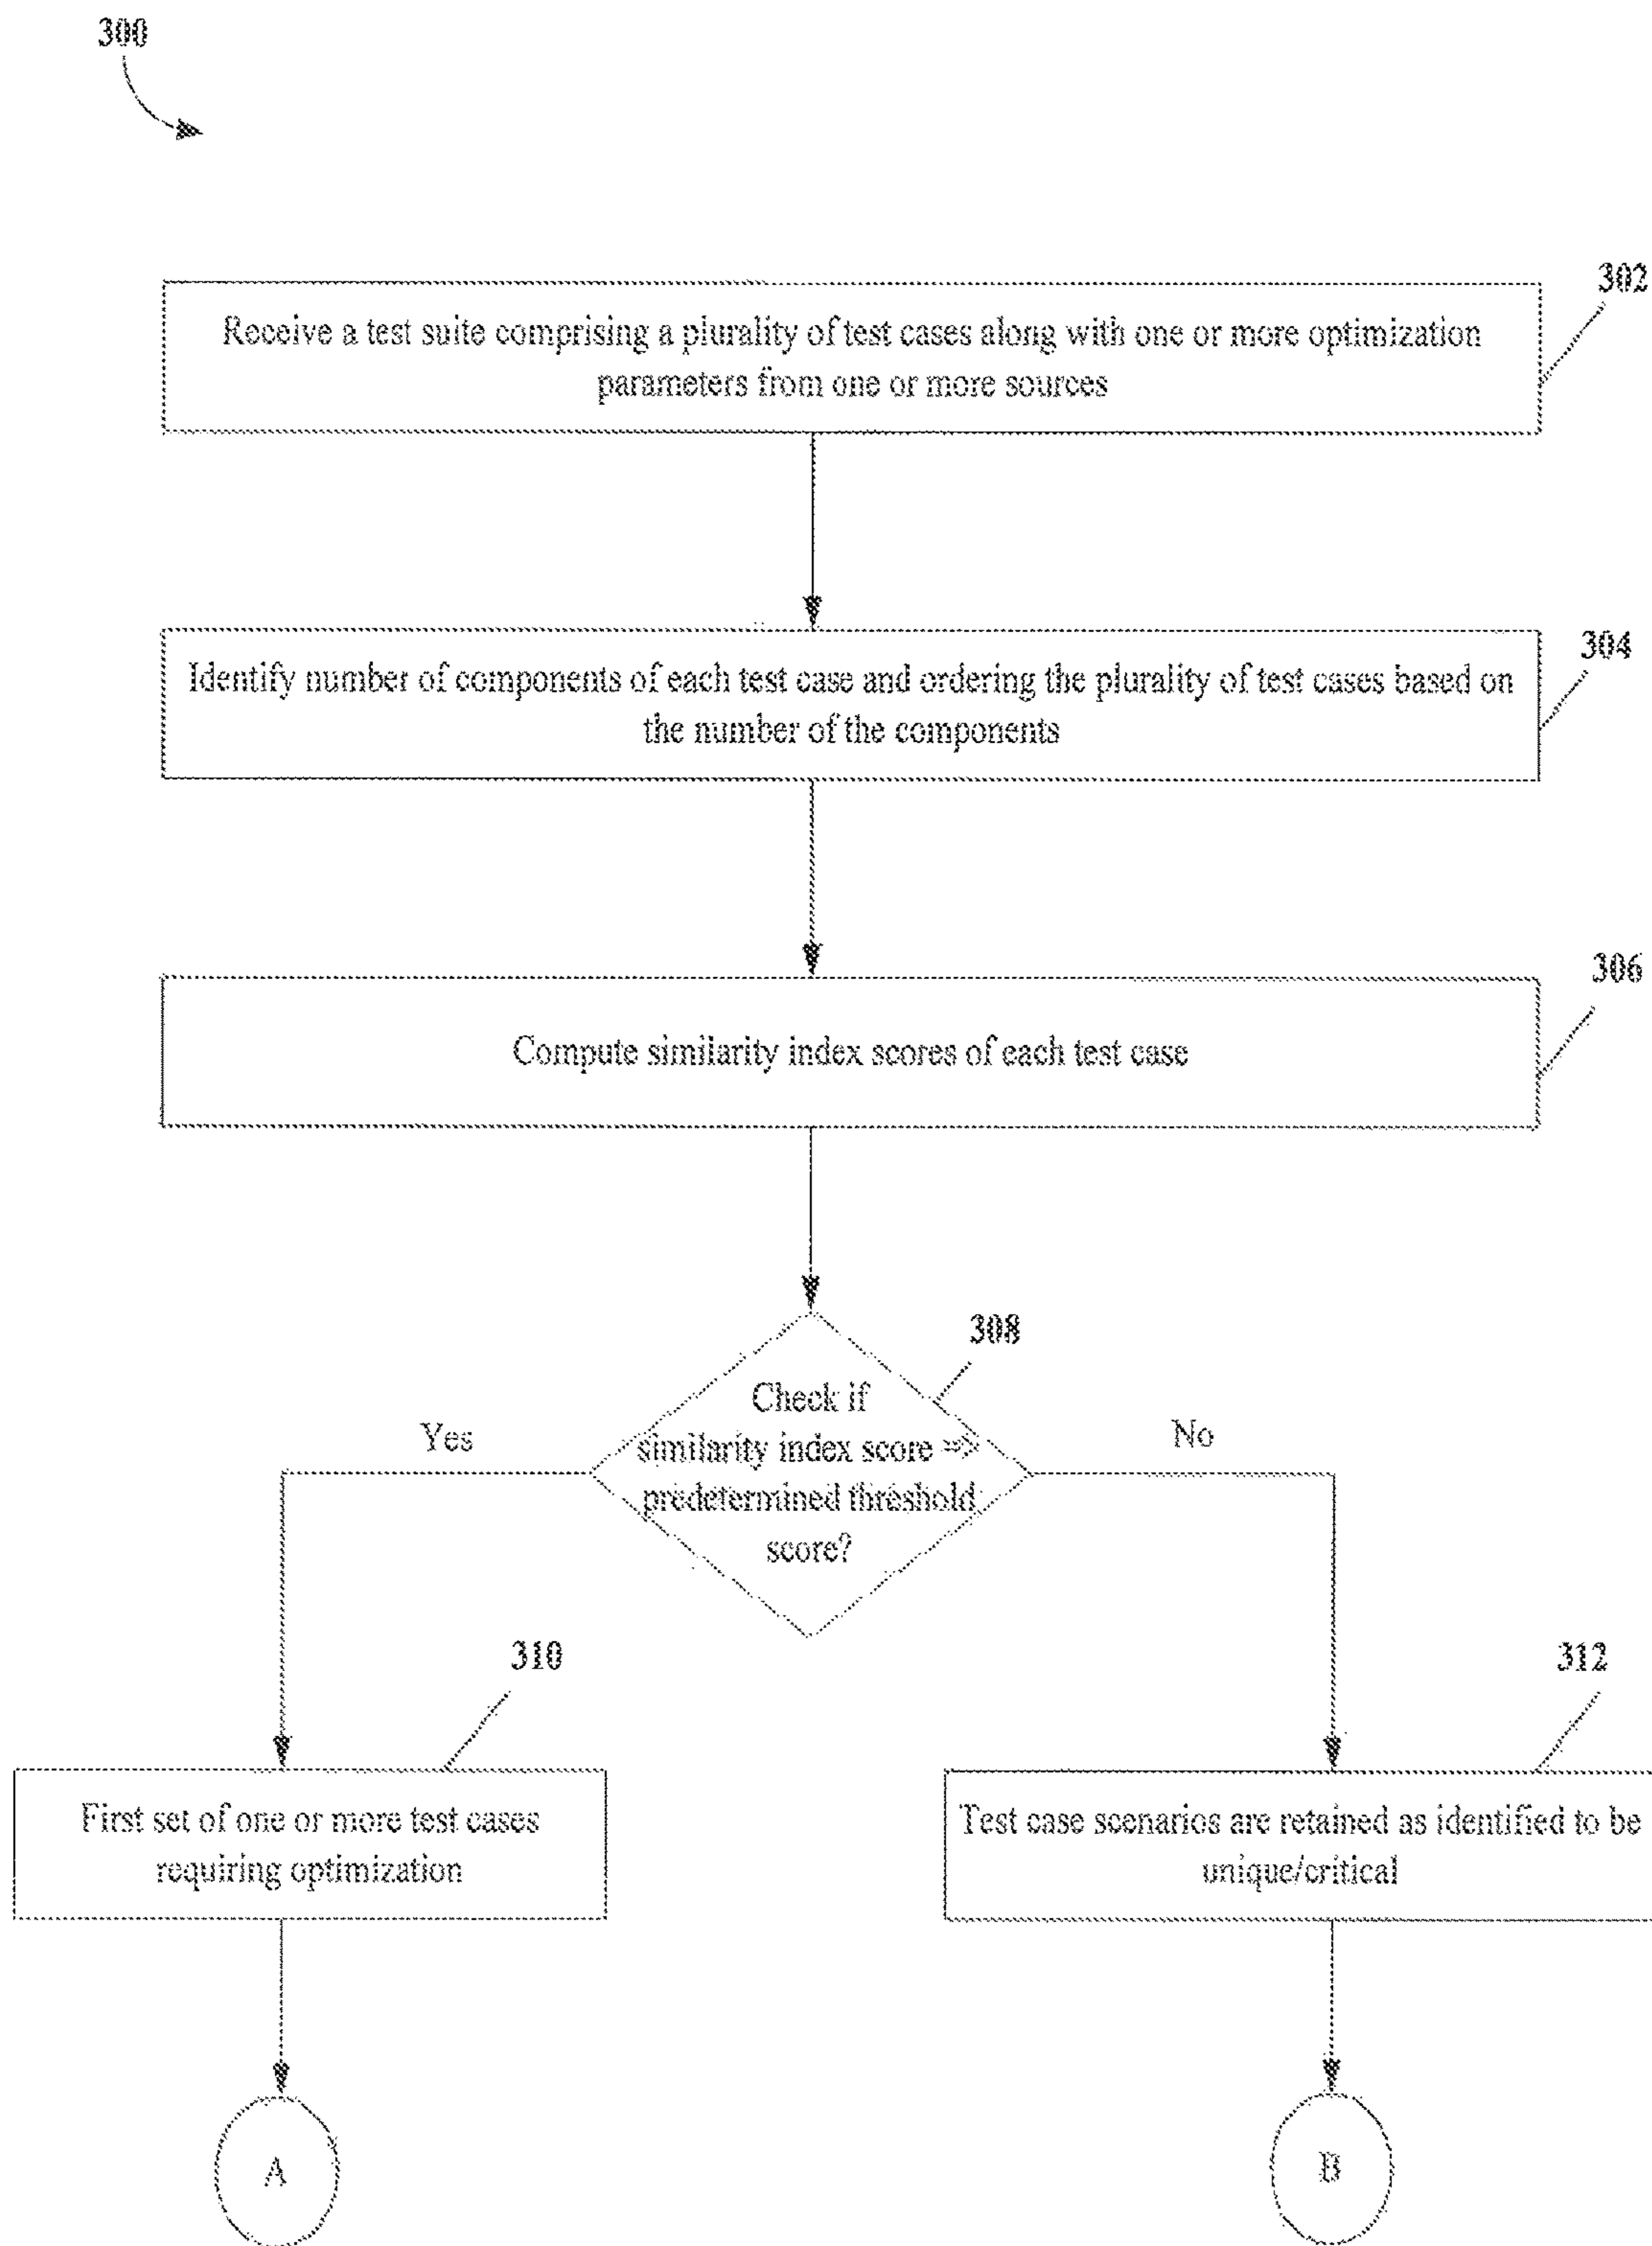 300
302
Receive a test suite comprising a plurality of test cases along with one or more optimization
parameters from one or more sources
304
Identify number of components of each test case and ordering the plurality of test cases based on
the number of the components
306
Compute similarity index scores of each test case
308
Check if
similarity index score =>
predetermined threshold
score?
Yes
No
310
312
First set of one or more test cases
requiring optimization
Test case scenarios are retained as identified to be
unique/critical
A
B